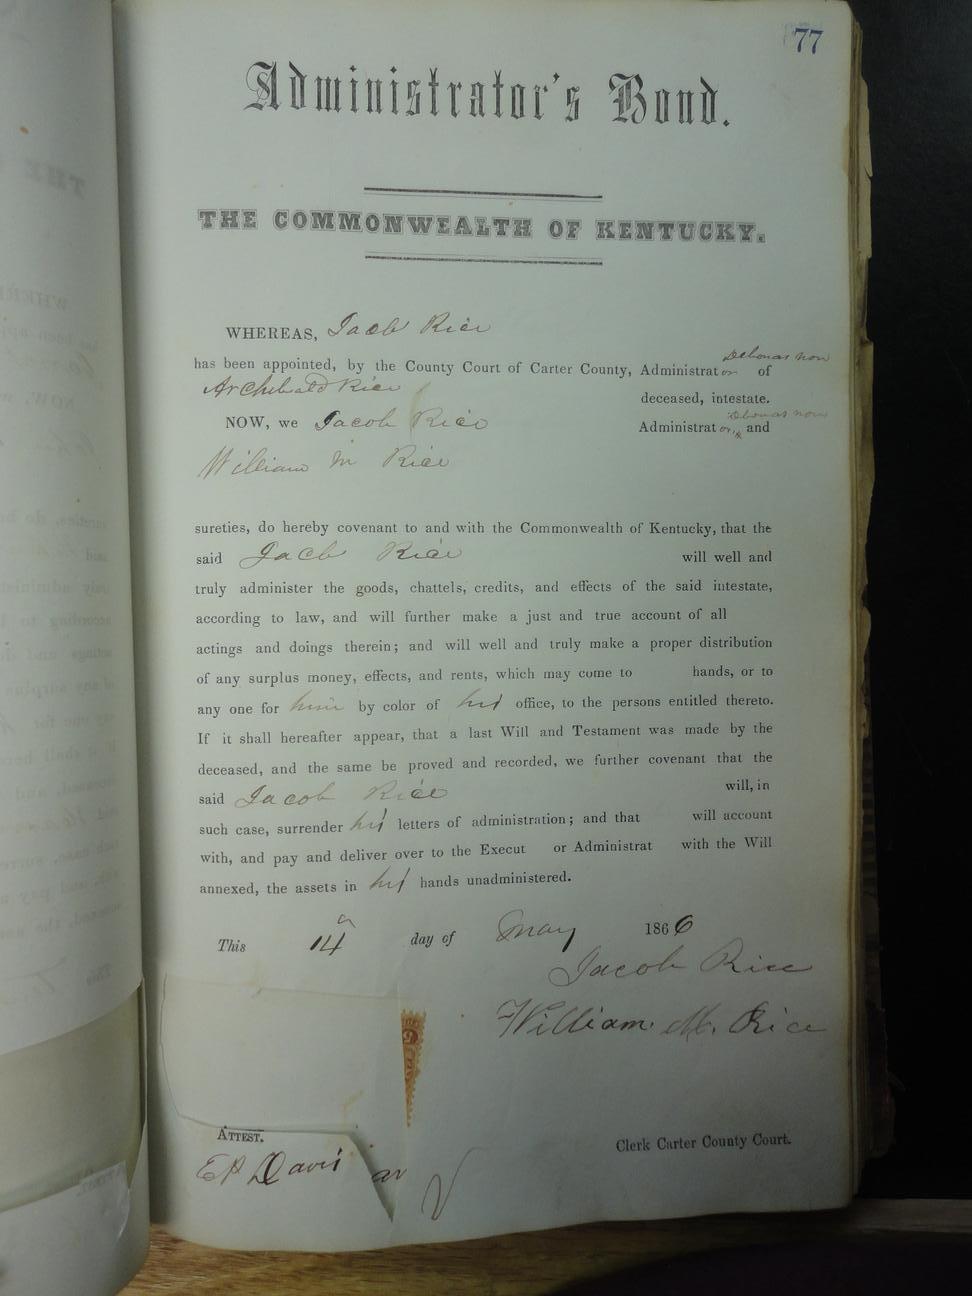 77
Administrator's Bond.
THE COMMONWEALTH OF KENTUCKY.
WHEREAS, Jacob Rice
debonas non
has been appointed, by the County Court of Carter County, Administrator of
Archibald Rice deceased, intestate.
debonas non
NOW, we Jacob Rice Administrator, and
William M Rice
sureties, do hereby covenant to and with the Commonwealth of Kentucky, that the
said Jacob Rice will well and
truly administer the goods, chattels, credits, and effects of the said intestate,
according to law, and will further make a just and true account of all
actings and doings therein; and will well and truly make a proper distribution
of any surplus money, effects, and rents, which may come to hands, or to
any one for him by color of his office, to the persons entitled thereto.
If it shall hereafter appear, that a last Will and Testament was made by the
deceased, and the same be proved and recorded, we further covenant that the
said Jacob Rice will, in
such case, surrender his letters of administration; and that will account
with, and pay and deliver over to the Execut or Administrat with the Will
annexed, the assets in his hands unadministered.
This 14 day of May 1866
Jacob Rice
William M. Rice
ATTEST.
Clerk Carter County Court.
Davis